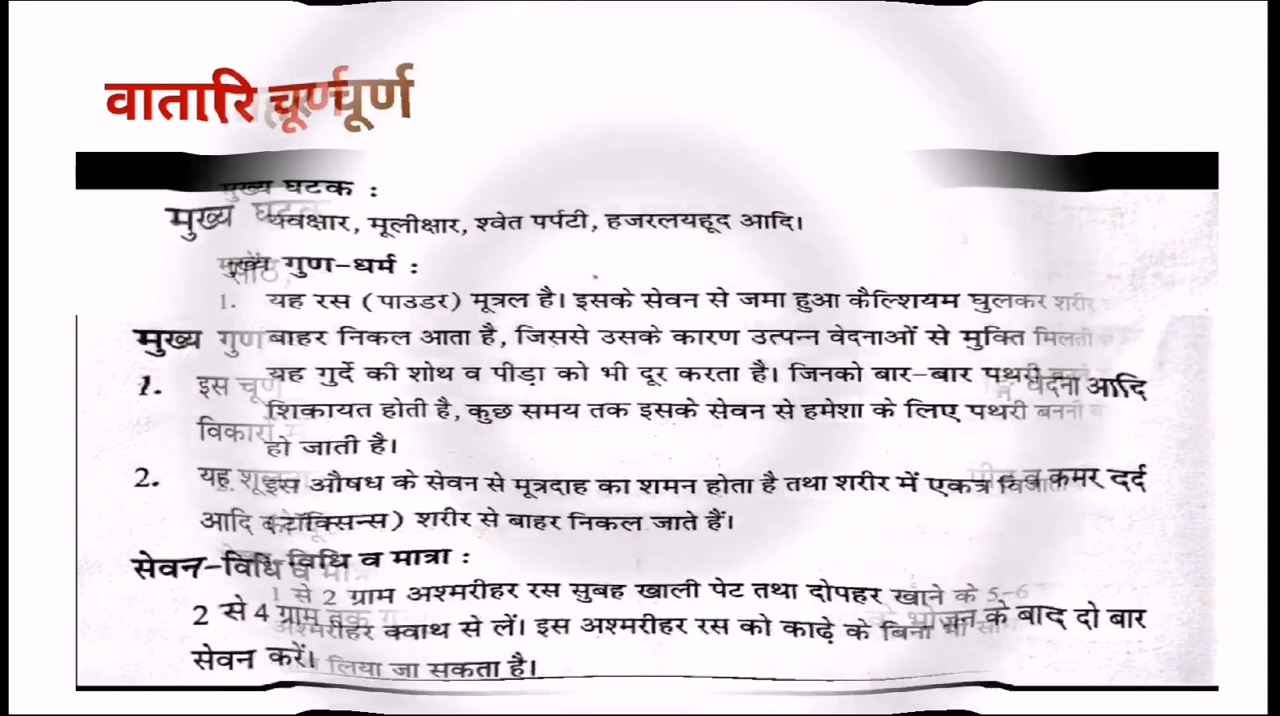 वातारि चूर्ण चूर्ण
मुख्य घटक :
मुख्य घटक
यवक्षार, मूलीक्षार, श्वेत पर्पटी, हजरलयहूद आदि।
मुख्य गुण-धर्म :
सोंठ,
1. यह रस (पाउडर) मूत्रल है। इसके सेवन से जमा हुआ कैल्शियम घुलकर शरीर
मुख्य गुण
बाहर निकल आता है, जिससे उसके कारण उत्पन्न वेदनाओं से मुक्ति मिलती
यह गुर्दे की शोथ व पीड़ा को भी दूर करता है। जिनको बार-बार पथरी
1. इस चूर्ण वेदना आदि
शिकायत होती है, कुछ समय तक इसके सेवन से हमेशा के लिए पथरी बननी
विकारों
हो जाती है।
2. यह इस औषध के सेवन से मूत्रदाह का शमन होता है तथा शरीर में एकत्र व कमर दर्द
आदि टॉक्सिन्स) शरीर से बाहर निकल जाते हैं।
सेवन-विधि विधि व मात्रा :
1 से 2 ग्राम अश्मरीहर रस सुबह खाली पेट तथा दोपहर खाने के 5-6
2 से 4 ग्राम तक भोजन के बाद दो बार
अश्मरीहर क्वाथ से लें। इस अश्मरीहर रस को काढ़े के बिना भी
सेवन करें। लिया जा सकता है।